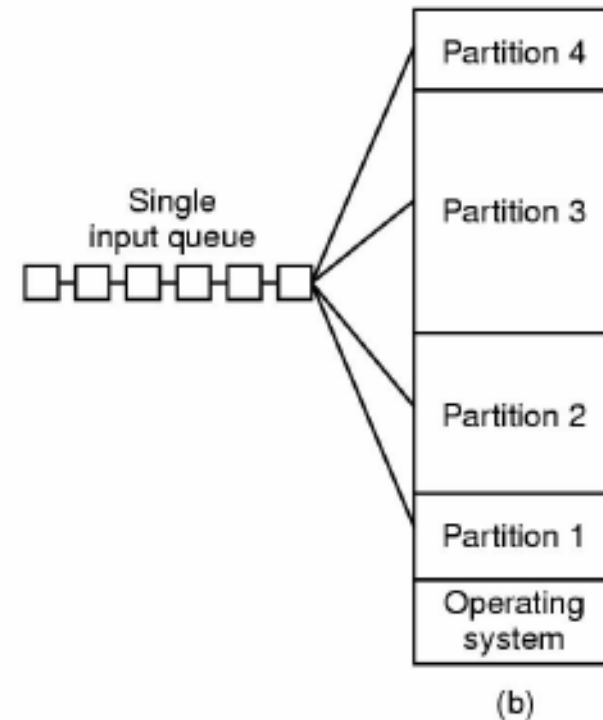 Partition 4
Partition 3
Single
input queue
Partition 2
Partition 1
Operating
system
(b)